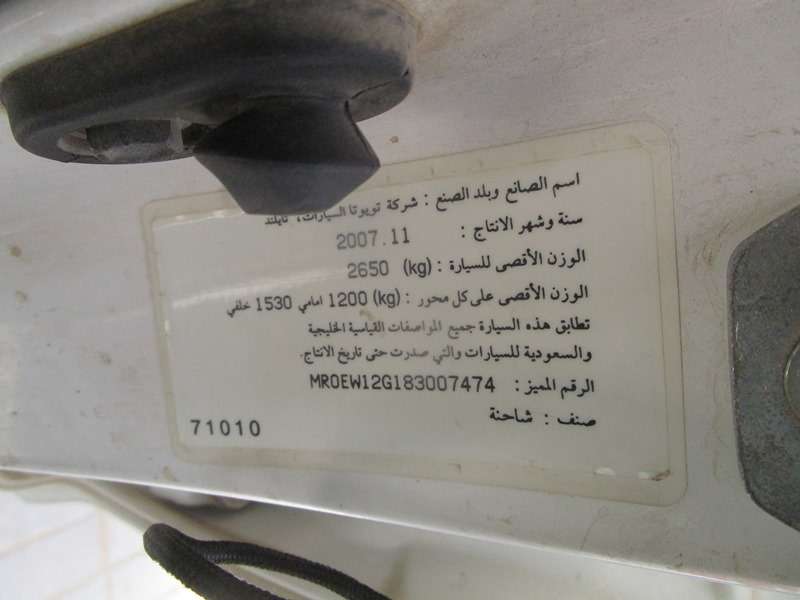 اسم الصانع وبلد الصنع : شركة تويوتا السيارات، تايلند
سنة وشهر الانتاج : 2007.11
الوزن الأقصى للسيارة : (kg) 2650
الوزن الأقصى على كل محور : (kg) 1200 امامي 1530 خلفي
تطابق هذه السيارة جميع المواصفات القياسية الخليجية
والسعودية للسيارات والتي صدرت حتى تاريخ الانتاج.
الرقم المميز : MROEW12G183007474
صنف : شاحنة
71010